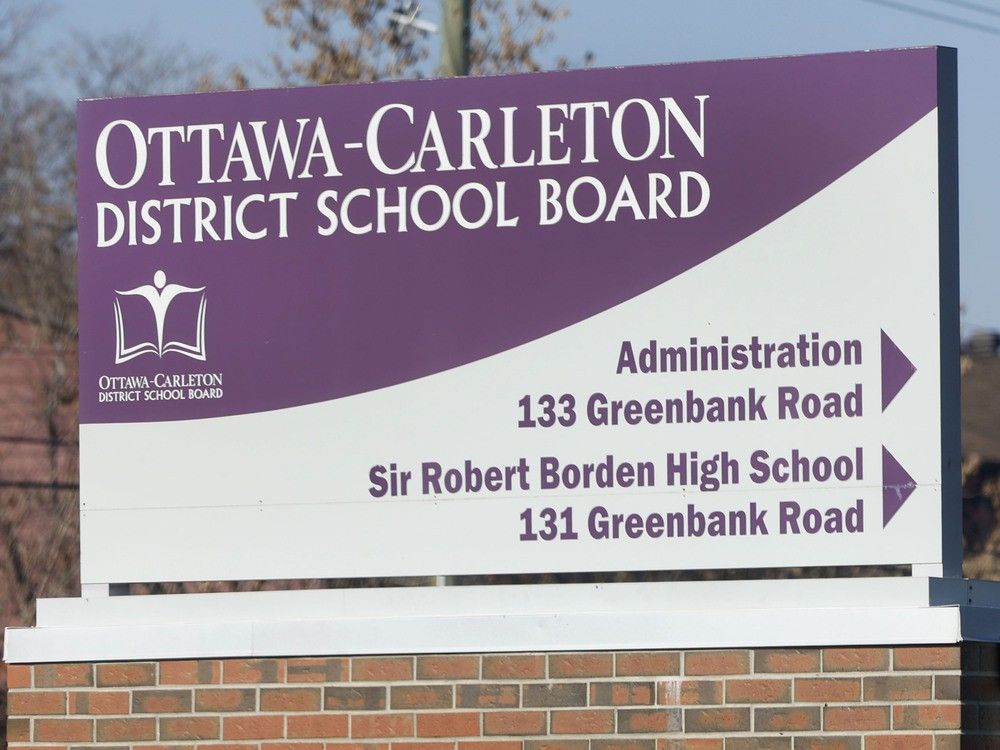 OTTAWA-CARLETON
DISTRICT SCHOOL BOARD
OTTAWA-CARLETON
DISTRICT SCHOOL BOARD
Administration
133 Greenbank Road
Sir Robert Borden High School
131 Greenbank Road